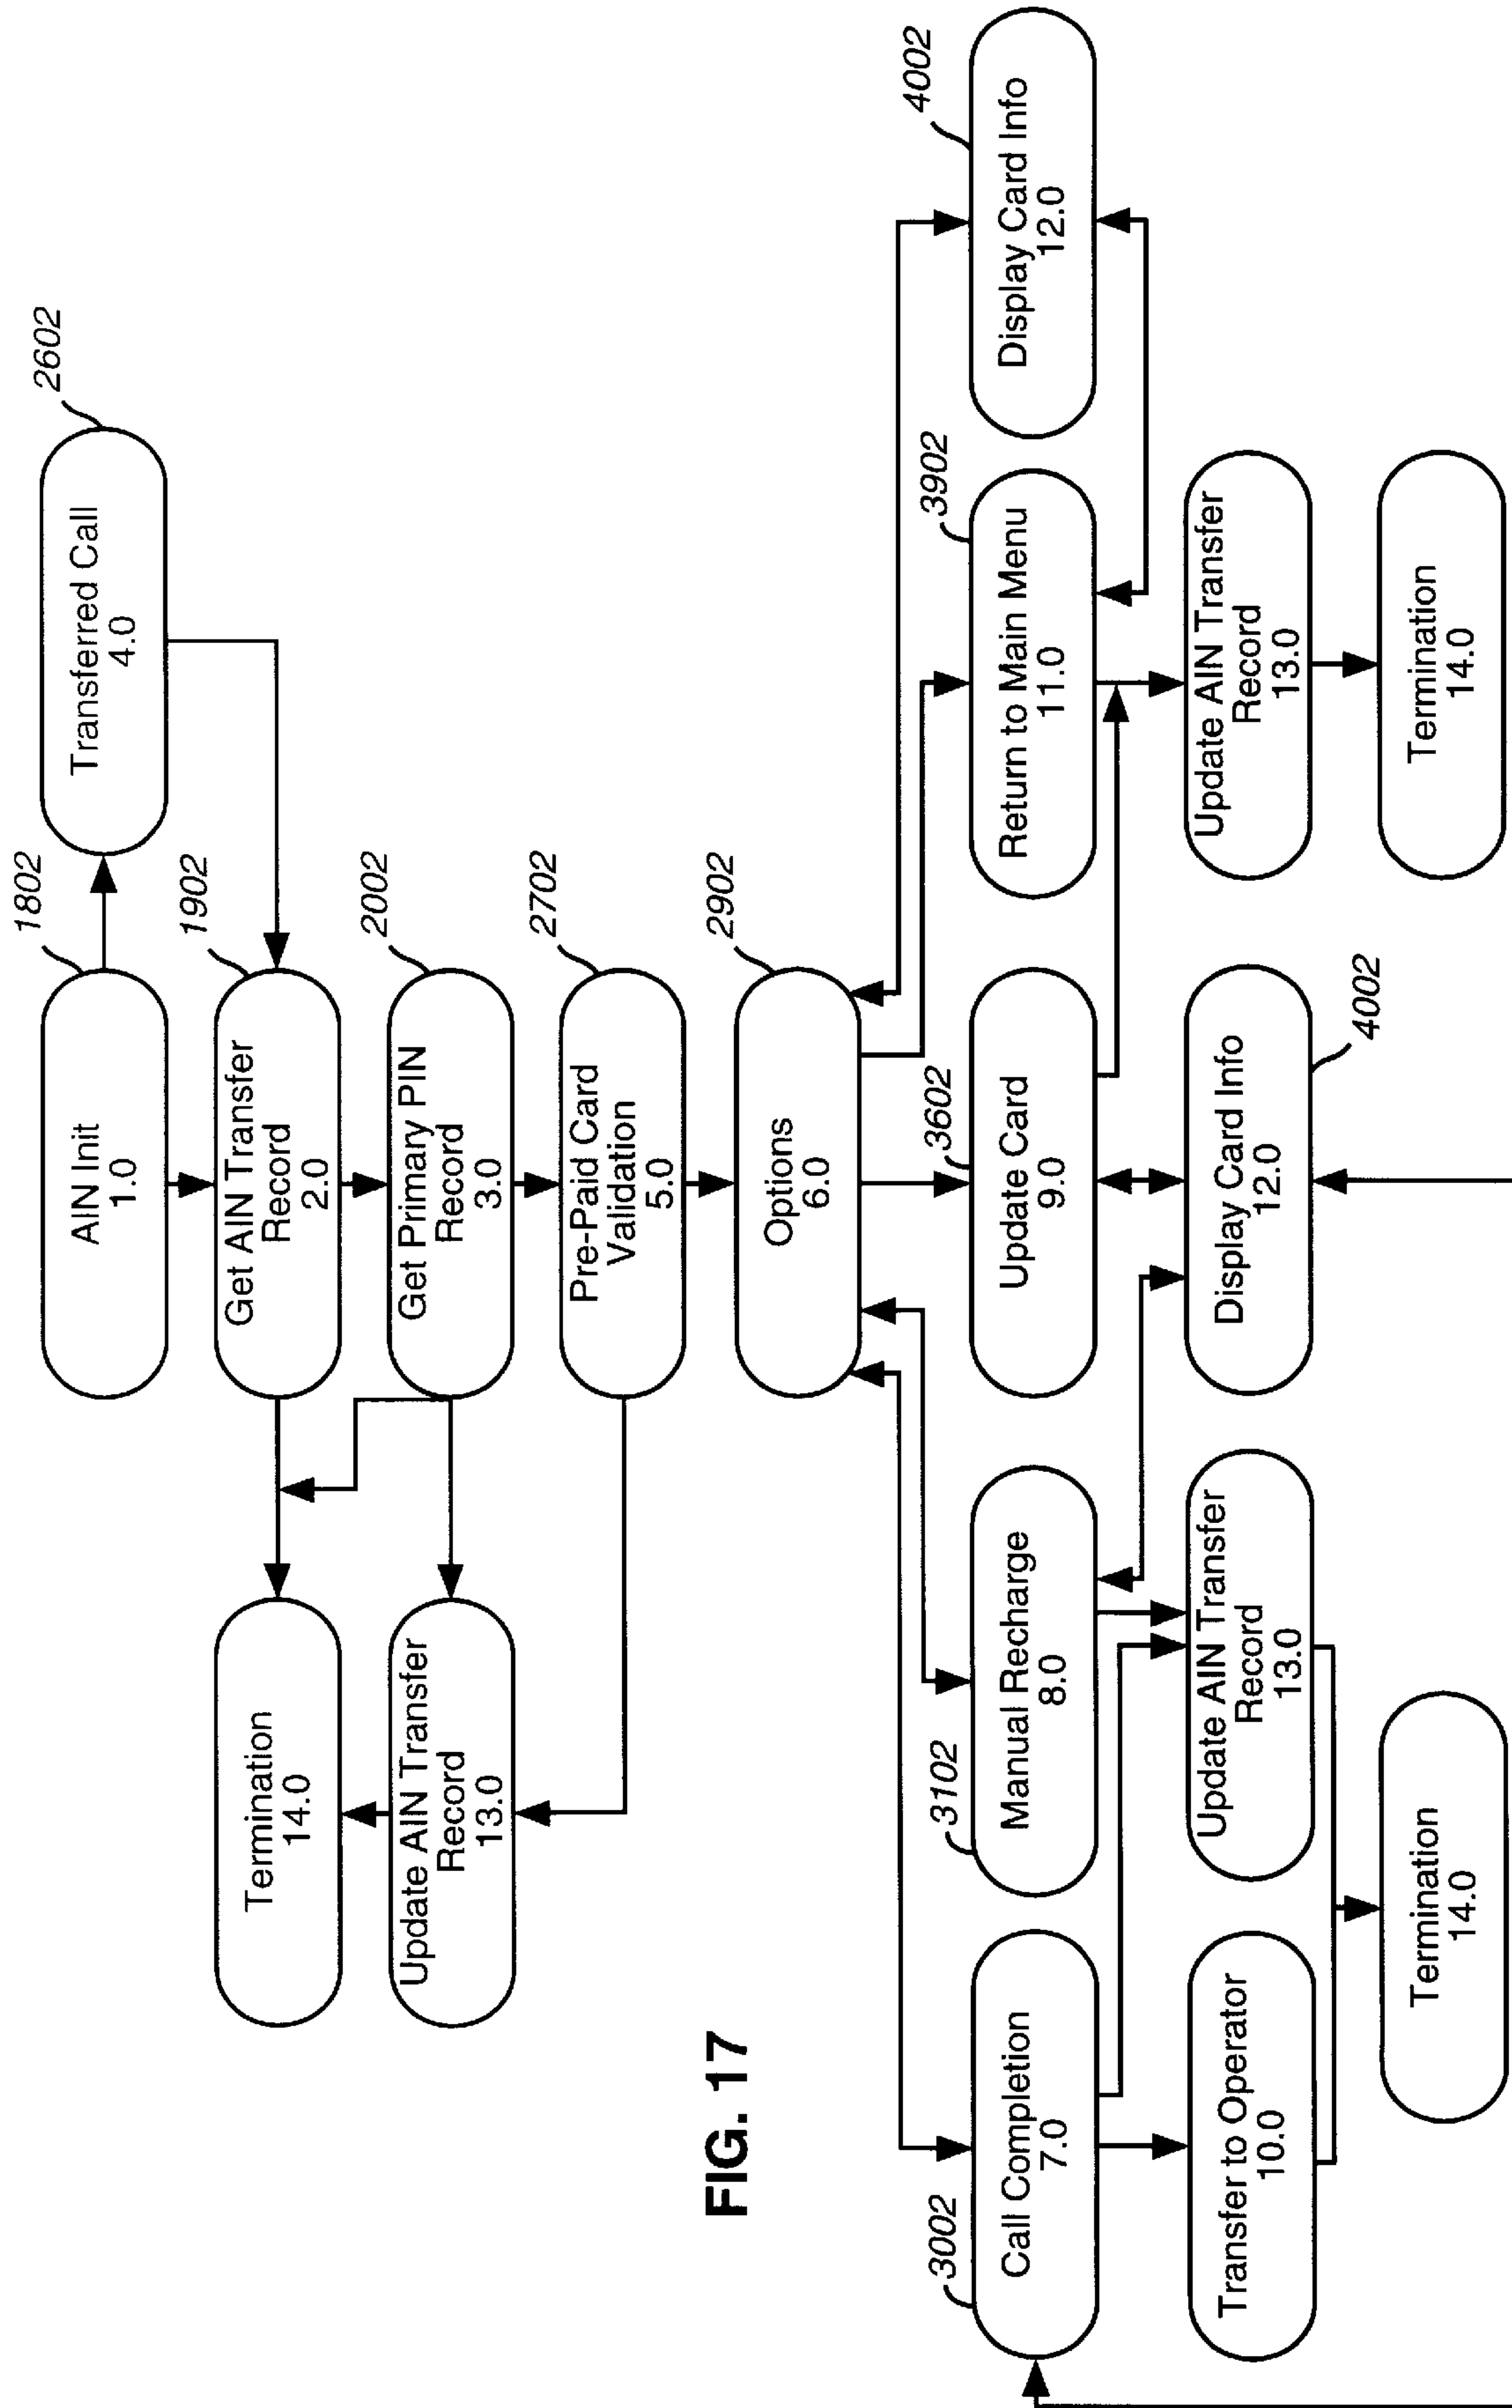 1802
AIN Init
1.0
2602
Transferred Call
4.0
1902
Get AIN Transfer
Record
2.0
Termination
14.0
2002
Get Primary PIN
Record
3.0
Update AIN Transfer
Record
13.0
2702
Pre-Paid Card
Validation
5.0
2902
Options
6.0
FIG. 17
3002
Call Completion
7.0
3102
Manual Recharge
8.0
3602
Update Card
9.0
3902
Return to Main Menu
11.0
4002
Display Card Info
12.0
Transfer to Operator
10.0
Update AIN Transfer
Record
13.0
Display Card Info
12.0
4002
Update AIN Transfer
Record
13.0
Termination
14.0
Termination
14.0